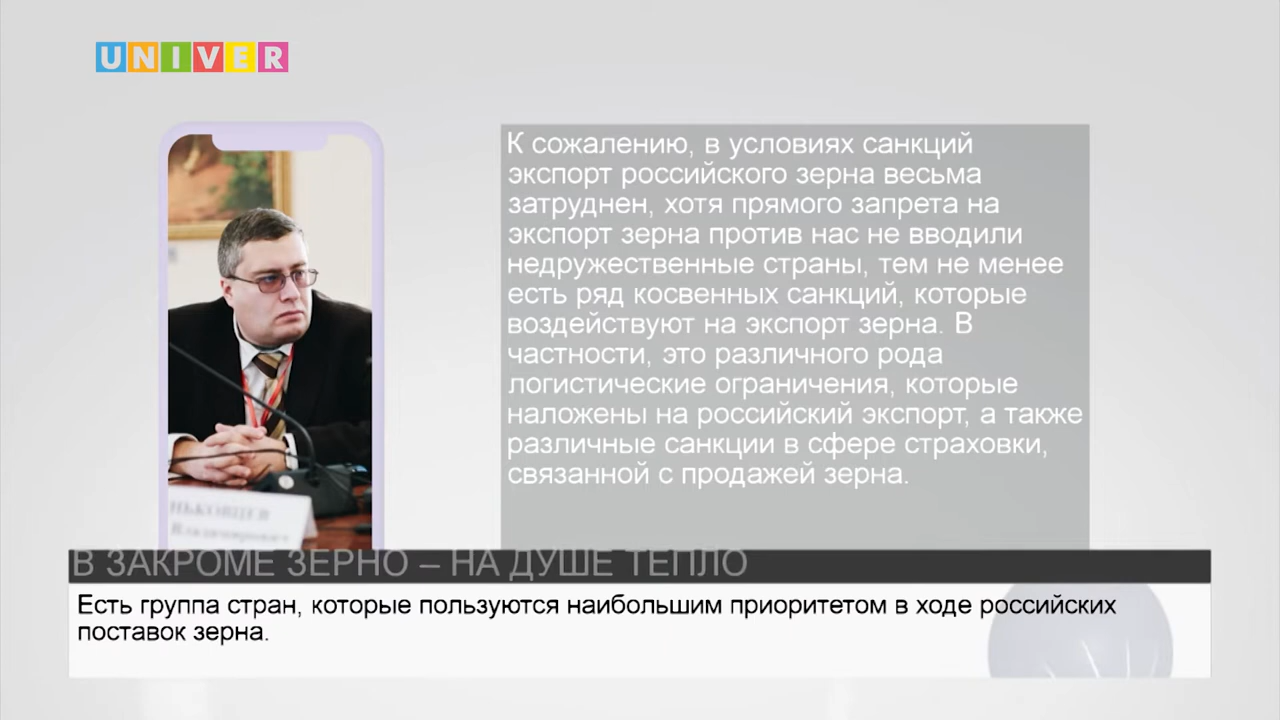 UNIVER
К сожалению, в условиях санкций
экспорт российского зерна весьма
затруднен, хотя прямого запрета на
экспорт зерна против нас не вводили
недружественные страны, тем не менее
есть ряд косвенных санкций, которые
воздействуют на экспорт зерна. В
частности, это различного рода
логистические ограничения, которые
наложены на российский экспорт, а также
различные санкции в сфере страховки,
связанной с продажей зерна.
НЬКОВЦЕВ
Владимирович
В ЗАКРОМЕ ЗЕРНО – НА ДУШЕ ТЕПЛО
Есть группа стран, которые пользуются наибольшим приоритетом в ходе российских
поставок зерна.